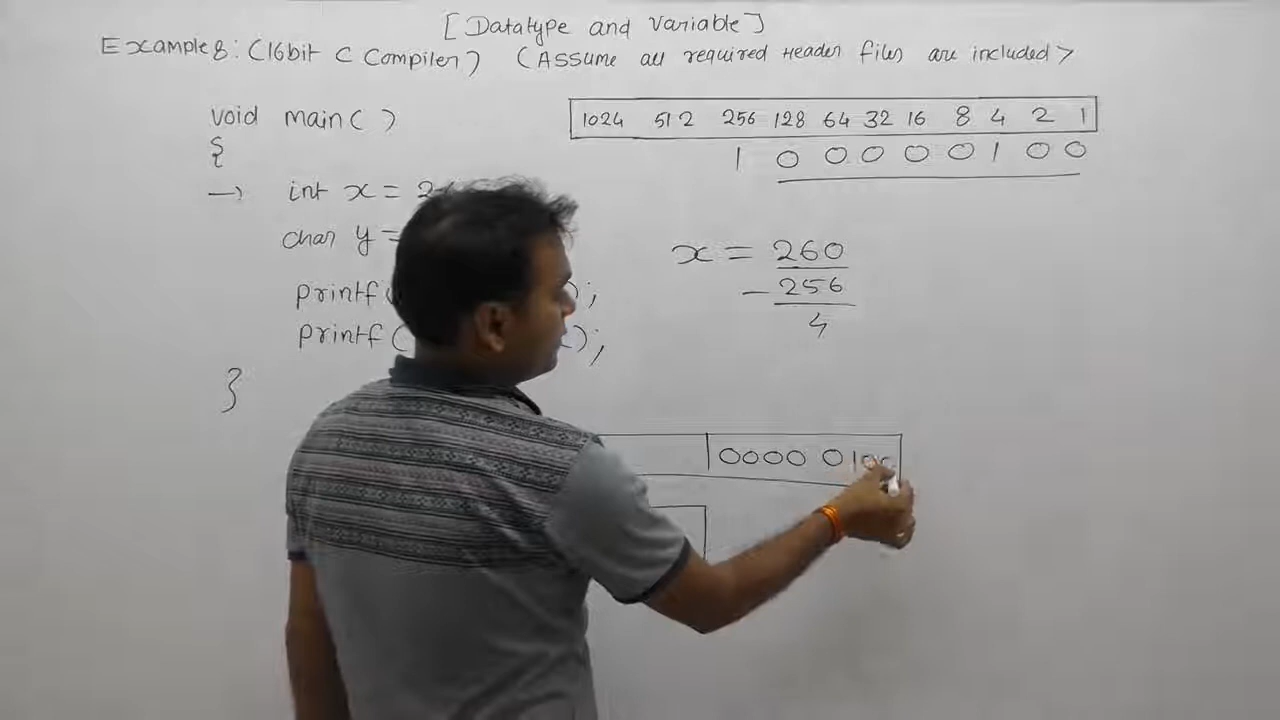 [Datatype and Variable]
Example 8: (16bit C Compiler) (Assume all required Header files are included>
1024 512 256 128 64 32 16 8 4 2 1
1 0 0 0 0 0 1 0 0
void main( )
{
→ int x =
char y =
printf );
printf( );
}
x = 260
- 256
4
0000 0100